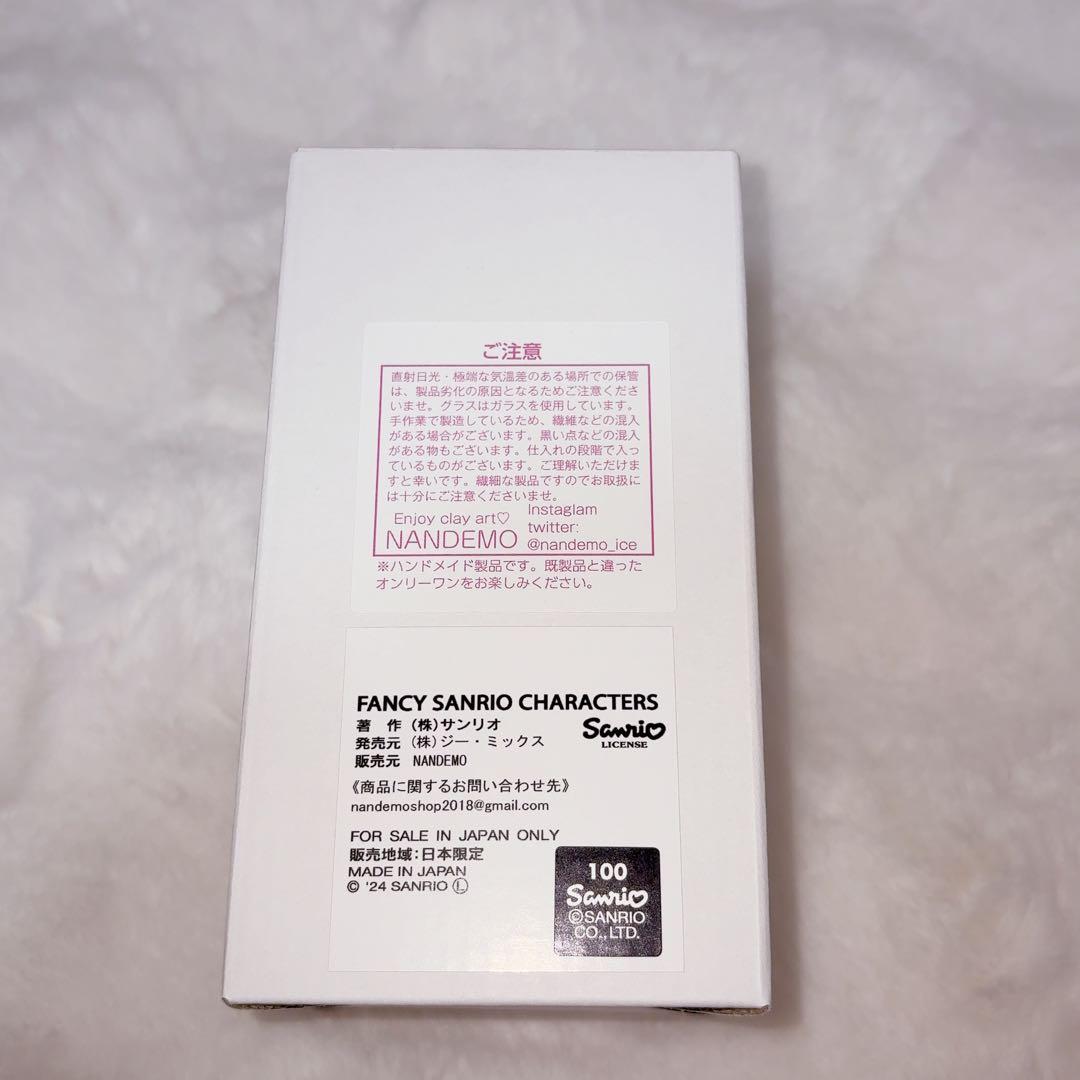 ご注意
直射日光・極端な気温差のある場所での保管
は、製品劣化の原因となるためご注意くださ
いませ。グラスはガラスを使用しています。
手作業で製造しているため、繊維などの混入
がある場合がございます。黒い点などの混入
がある物もございます。仕入れの段階で入っ
ているものがございます。ご理解いただけま
すと幸いです。繊細な製品ですのでお取扱に
は十分にご注意くださいませ。
Enjoy clay art♡
NANDEMO
Instaglam
twitter:
@nandemo_ice
※ハンドメイド製品です。既製品と違った
オンリーワンをお楽しみください。
FANCY SANRIO CHARACTERS
著 作 (株)サンリオ
発売元 (株)ジー・ミックス
販売元 NANDEMO
Sanrio
LICENSE
《商品に関するお問い合わせ先》
nandemoshop2018@gmail.com
FOR SALE IN JAPAN ONLY
販売地域:日本限定
MADE IN JAPAN
© '24 SANRIO Ⓛ
100
Sanrio
©SANRIO
CO.,LTD.